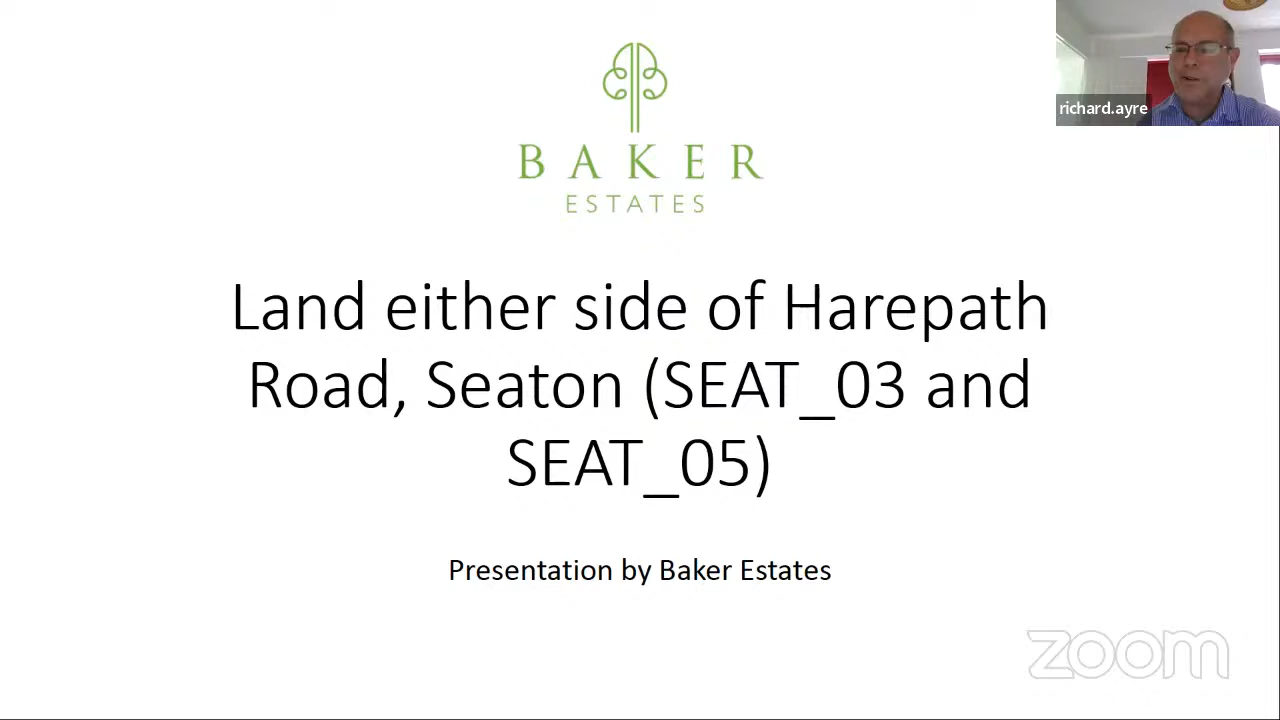 richard.ayre
BAKER
ESTATES
Land either side of Harepath
Road, Seaton (SEAT_03 and
SEAT_05)
Presentation by Baker Estates
zoom